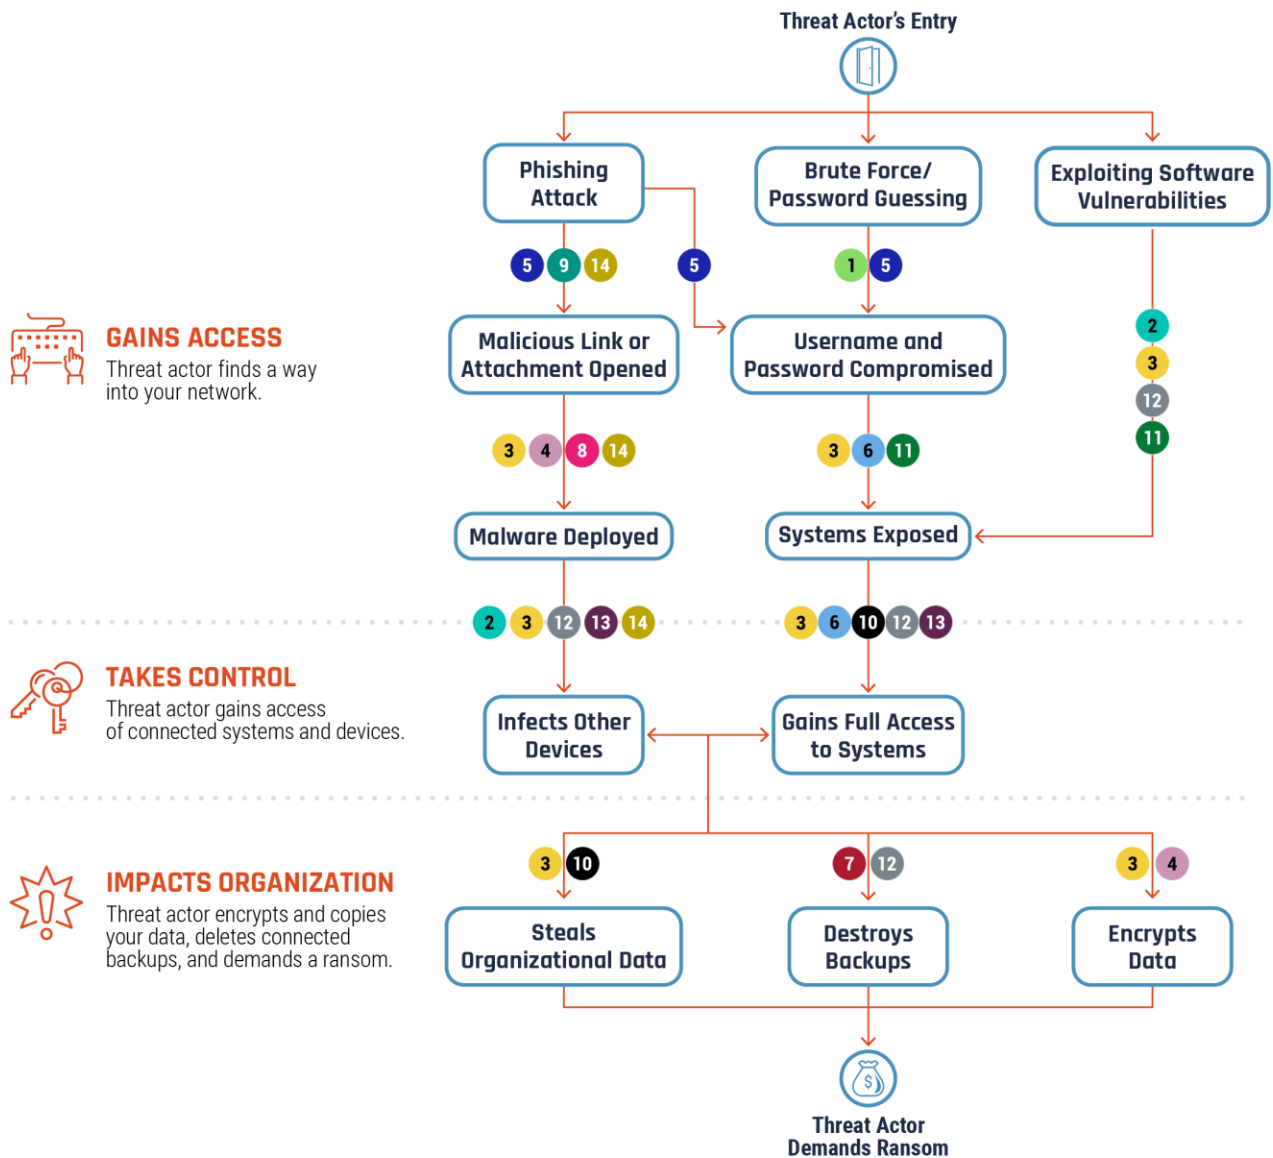 Threat Actor's Entry
Phishing
Attack
Brute Force/
Password Guessing
Exploiting Software
Vulnerabilities
5 9 14
5
1 5
GAINS ACCESS
Threat actor finds a way
into your network.
Malicious Link or
Attachment Opened
Username and
Password Compromised
2
3
12
11
3 4 8 14
3 6 11
Malware Deployed
Systems Exposed
2 3 12 13 14
3 6 10 12 13
TAKES CONTROL
Threat actor gains access
of connected systems and devices.
Infects Other
Devices
Gains Full Access
to Systems
3 10
7 12
3 4
IMPACTS ORGANIZATION
Threat actor encrypts and copies
your data, deletes connected
backups, and demands a ransom.
Steals
Organizational Data
Destroys
Backups
Encrypts
Data
$
Threat Actor
Demands Ransom